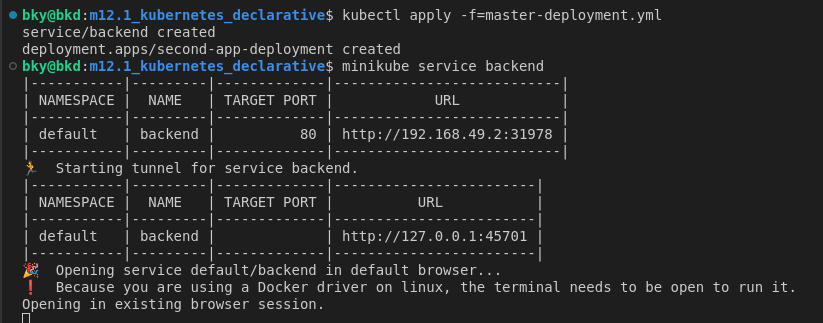 bky@bkd:m12.1_kubernetes_declarative$ kubectl apply -f=master-deployment.yml
service/backend created
deployment.apps/second-app-deployment created
bky@bkd:m12.1_kubernetes_declarative$ minikube service backend
|-----------|---------|-------------|---------------------------|
| NAMESPACE |  NAME   | TARGET PORT |            URL            |
|-----------|---------|-------------|---------------------------|
| default   | backend |          80 | http://192.168.49.2:31978 |
|-----------|---------|-------------|---------------------------|
🏃  Starting tunnel for service backend.
|-----------|---------|-------------|------------------------|
| NAMESPACE |  NAME   | TARGET PORT |          URL           |
|-----------|---------|-------------|------------------------|
| default   | backend |             | http://127.0.0.1:45701 |
|-----------|---------|-------------|------------------------|
🎉  Opening service default/backend in default browser...
❗  Because you are using a Docker driver on linux, the terminal needs to be open to run it.
Opening in existing browser session.